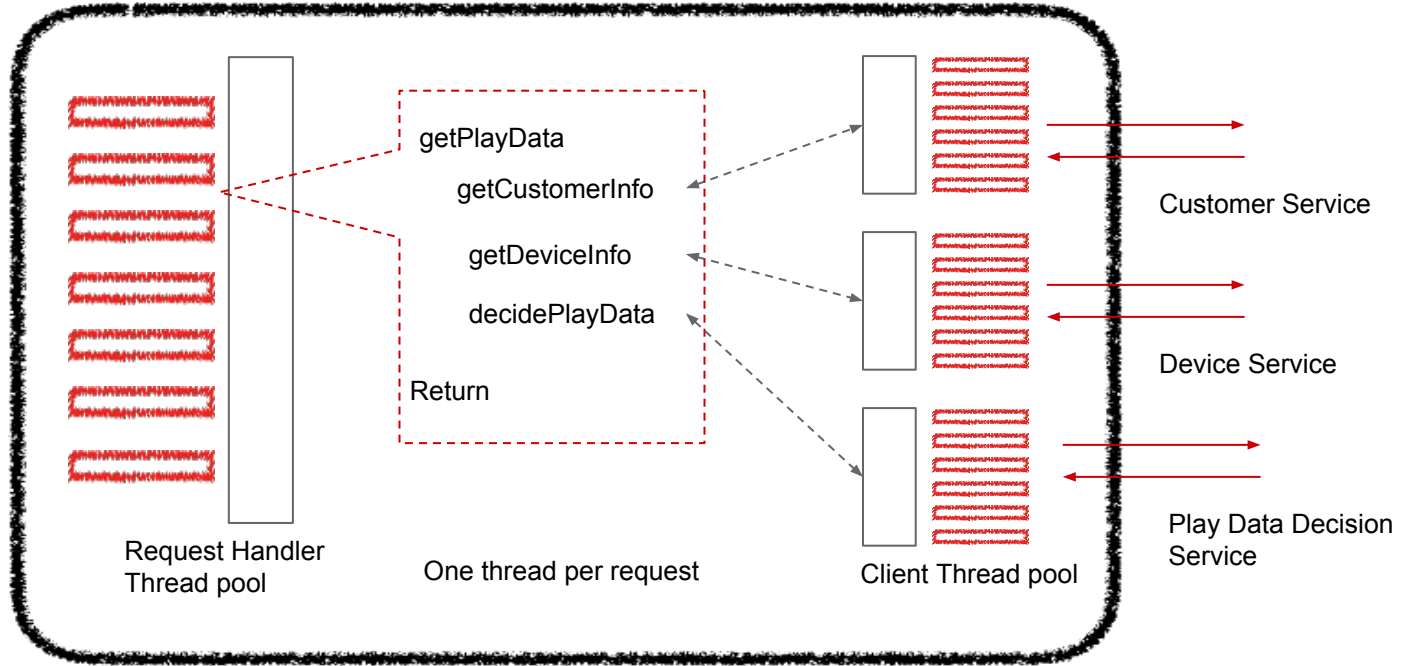 getPlayData
getCustomerInfo
getDeviceInfo
decidePlayData
Return
Request Handler
Thread pool
One thread per request
Client Thread pool
Customer Service
Device Service
Play Data Decision
Service